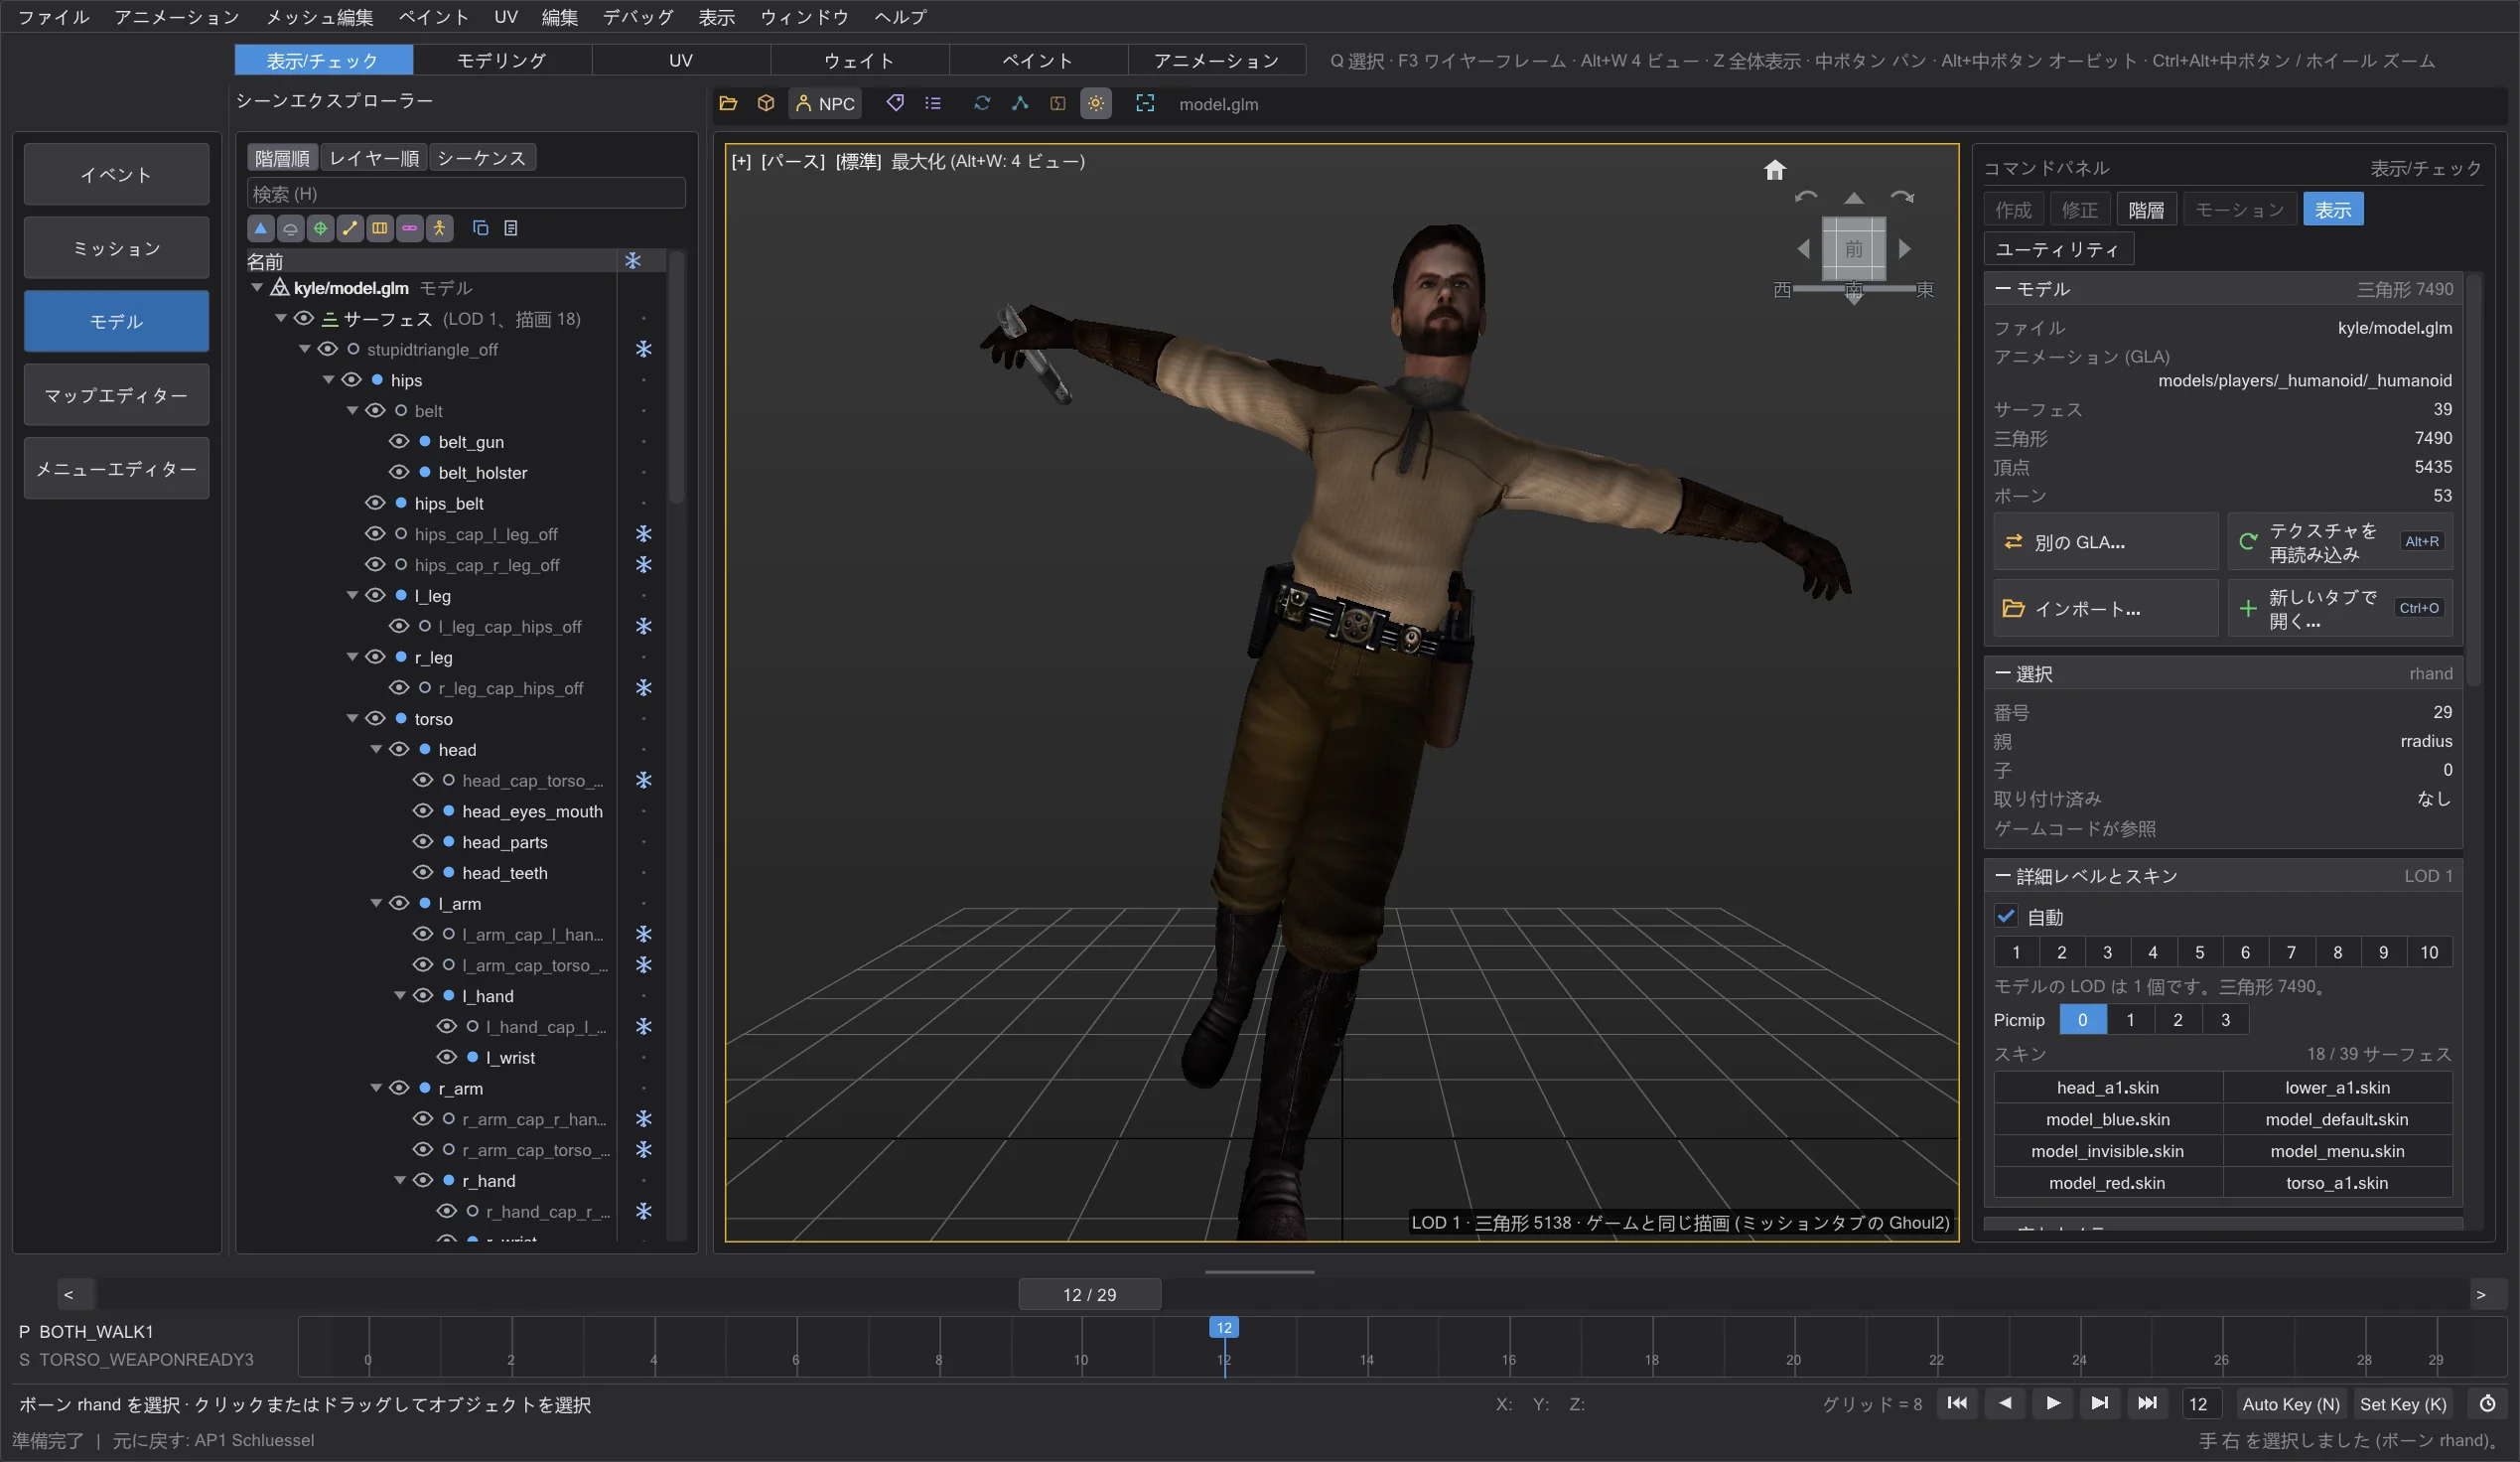 ファイル アニメーション メッシュ編集 ペイント UV 編集 デバッグ 表示 ウィンドウ ヘルプ
表示/チェック モデリング UV ウェイト ペイント アニメーション Q 選択 · F3 ワイヤーフレーム · Alt+W 4 ビュー · Z 全体表示 · 中ボタン パン · Alt+中ボタン オービット · Ctrl+Alt+中ボタン / ホイール ズーム
シーンエクスプローラー
NPC model.glm
イベント
ミッション
モデル
マップエディター
メニューエディター
階層順 レイヤー順 シーケンス
検索 (H)
名前
kyle/model.glm モデル
サーフェス (LOD 1、描画 18)
stupidtriangle_off
hips
belt
belt_gun
belt_holster
hips_belt
hips_cap_l_leg_off
hips_cap_r_leg_off
l_leg
l_leg_cap_hips_off
r_leg
r_leg_cap_hips_off
torso
head
head_cap_torso_...
head_eyes_mouth
head_parts
head_teeth
l_arm
l_arm_cap_l_han...
l_arm_cap_torso_...
l_hand
l_hand_cap_l_...
l_wrist
r_arm
r_arm_cap_r_han...
r_arm_cap_torso_...
r_hand
r_hand_cap_r_...
r_wrist
[+] [パース] [標準] 最大化 (Alt+W: 4 ビュー)
前
西 南 東
LOD 1 · 三角形 5138 · ゲームと同じ描画 (ミッションタブの Ghoul2)
コマンドパネル 表示/チェック
作成 修正 階層 モーション 表示
ユーティリティ
モデル 三角形 7490
ファイル kyle/model.glm
アニメーション (GLA)
models/players/_humanoid/_humanoid
サーフェス 39
三角形 7490
頂点 5435
ボーン 53
別の GLA...
テクスチャを
再読み込み Alt+R
インポート...
新しいタブで
開く... Ctrl+O
選択 rhand
番号 29
親 rradius
子 0
取り付け済み なし
ゲームコードが参照
詳細レベルとスキン LOD 1
自動
1 2 3 4 5 6 7 8 9 10
モデルの LOD は 1 個です。三角形 7490。
Picmip 0 1 2 3
スキン 18 / 39 サーフェス
head_a1.skin lower_a1.skin
model_blue.skin model_default.skin
model_invisible.skin model_menu.skin
model_red.skin torso_a1.skin
< 12 / 29 >
P BOTH_WALK1 12
S TORSO_WEAPONREADY3 0 2 4 6 8 10 12 14 16 18 20 22 24 26 28 29
ボーン rhand を選択 · クリックまたはドラッグしてオブジェクトを選択 X: Y: Z: グリッド = 8 12 Auto Key (N) Set Key (K)
準備完了 | 元に戻す: AP1 Schluessel 手 右 を選択しました (ボーン rhand)。